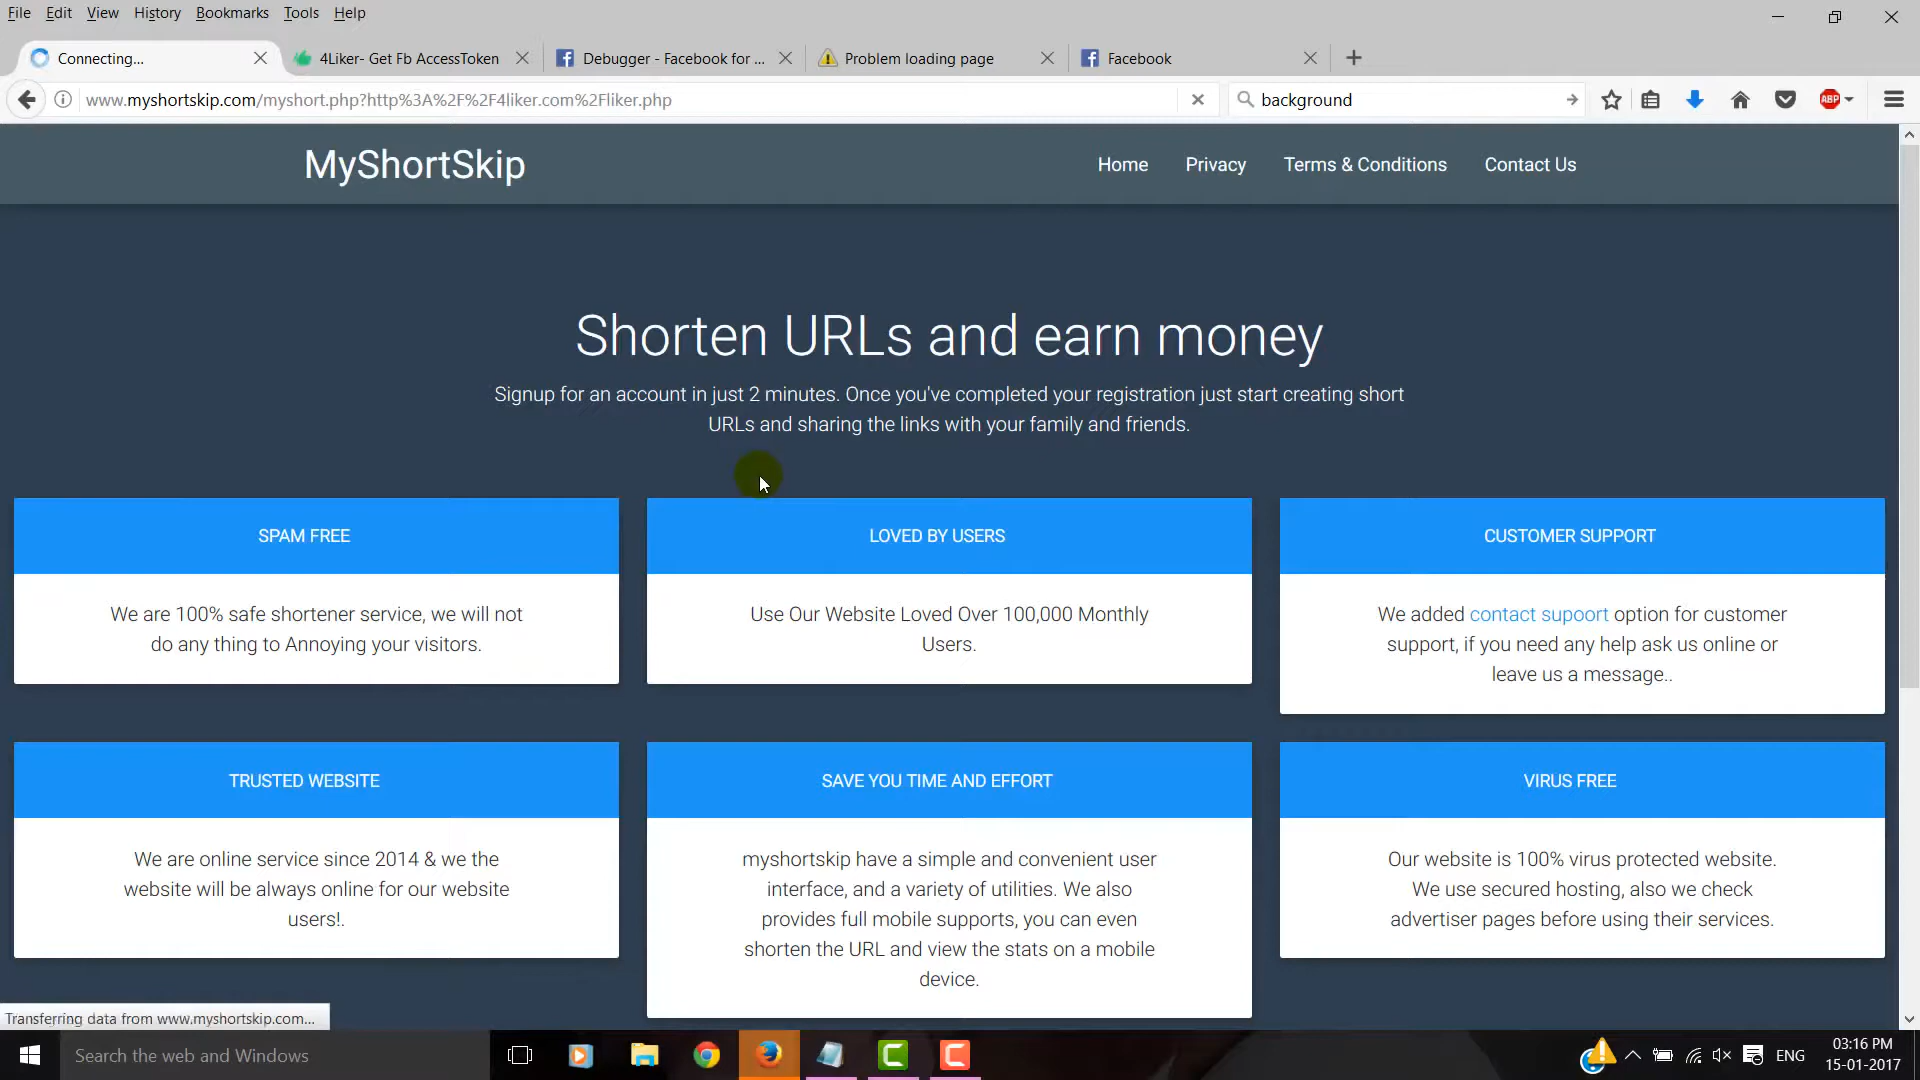 File Edit View History Bookmarks Tools Help
Connecting...
4Liker- Get Fb AccessToken
Debugger - Facebook for ...
Problem loading page
Facebook
www.myshortskip.com/myshort.php?http%3A%2F%2F4liker.com%2Fliker.php
background
ABP
MyShortSkip
Home Privacy Terms & Conditions Contact Us
Shorten URLs and earn money
Signup for an account in just 2 minutes. Once you've completed your registration just start creating short
URLs and sharing the links with your family and friends.
SPAM FREE
We are 100% safe shortener service, we will not
do any thing to Annoying your visitors.
LOVED BY USERS
Use Our Website Loved Over 100,000 Monthly
Users.
CUSTOMER SUPPORT
We added contact supoort option for customer
support, if you need any help ask us online or
leave us a message..
TRUSTED WEBSITE
We are online service since 2014 & we the
website will be always online for our website
users!.
SAVE YOU TIME AND EFFORT
myshortskip have a simple and convenient user
interface, and a variety of utilities. We also
provides full mobile supports, you can even
shorten the URL and view the stats on a mobile
device.
VIRUS FREE
Our website is 100% virus protected website.
We use secured hosting, also we check
advertiser pages before using their services.
Transferring data from www.myshortskip.com...
Search the web and Windows
ENG
03:16 PM
15-01-2017